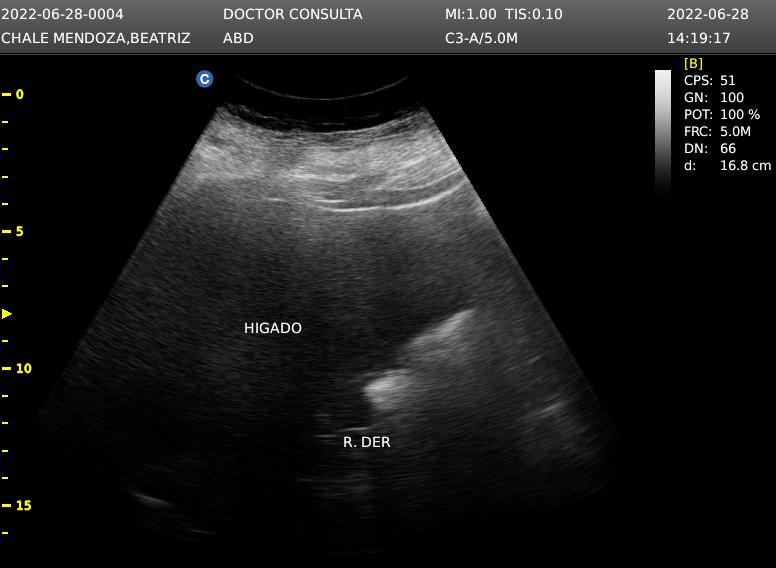 2022-06-28-0004 DOCTOR CONSULTA MI:1.00 TIS:0.10 2022-06-28
CHALE MENDOZA,BEATRIZ ABD C3-A/5.0M 14:19:17
C
[B]
CPS: 51
GN: 100
POT: 100 %
FRC: 5.0M
DN: 66
d: 16.8 cm
0
5
HIGADO
10
R. DER
15